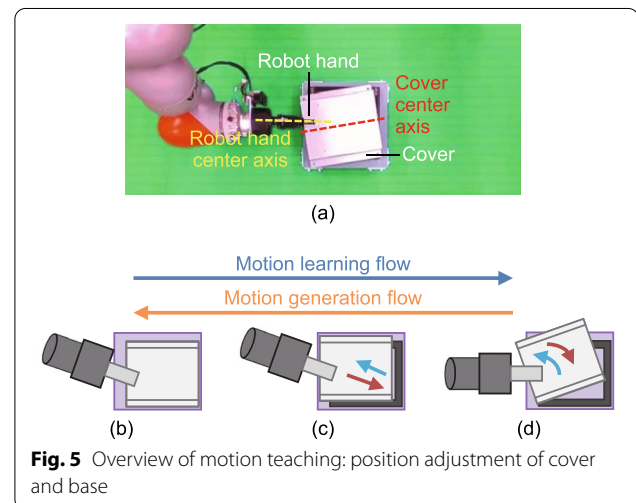 Robot hand
Cover
center
axis
Robot hand
center axis
Cover
(a)
Motion learning flow
Motion generation flow
(b)
(c)
(d)
Fig. 5 Overview of motion teaching: position adjustment of cover
and base